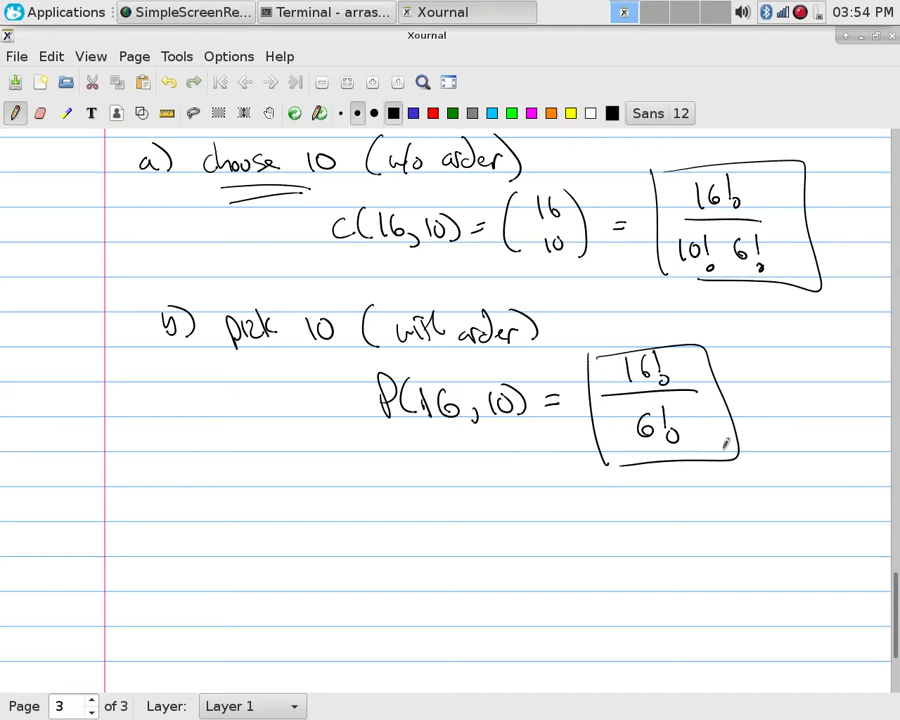 Applications SimpleScreenRe... Terminal - arras... Xournal 03:54 PM
Xournal
File Edit View Page Tools Options Help
Sans 12
a) choose 10 (w/o order)
C(16,10) = (16 10) = 16! / 10! 6!
b) pick 10 (with order)
P(16,10) = 16! / 6!
Page 3 of 3 Layer: Layer 1